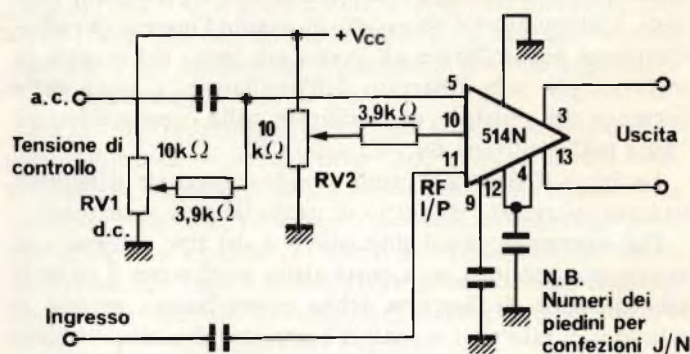 + Vcc
a.c.
5
3,9kΩ
10
514N
3
13
Uscita
10kΩ
10
kΩ
RV2
11
Tensione di
controllo
RV1
3,9kΩ
RF
I/P
9
12
4
d.c.
Ingresso
N.B.
Numeri dei
piedini per
confezioni J/N